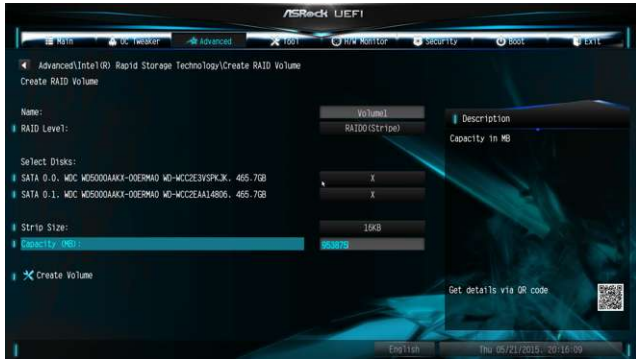 ASRock UEFI
Main OC Tweaker Advanced Tool H/W Monitor Security Boot Exit
Advanced\Intel(R) Rapid Storage Technology\Create RAID Volume
Create RAID Volume
Name: Volume1
RAID Level: RAID0(Stripe)
Select Disks:
SATA 0.0, WDC WD5000AAKX-00ERMA0 WD-WCC2E3VSPKJK, 465.7GB X
SATA 0.1, WDC WD5000AAKX-00ERMA0 WD-WCC2EAA14806, 465.7GB X
Strip Size: 16KB
Capacity (MB): 953875
Create Volume
Description
Capacity in MB
Get details via QR code
English Thu 05/21/2015, 20:16:09